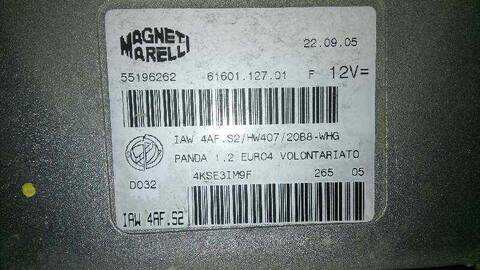 MAGNETI
MARELLI
22.09.05
55196262 61601.127.01 F 12V=
IAW 4AF.S2/HW407/20B8-WHG
PANDA 1.2 EURO4 VOLONTARIATO
D032 4KSE3IM9F 265 05
IAW 4AF.S2